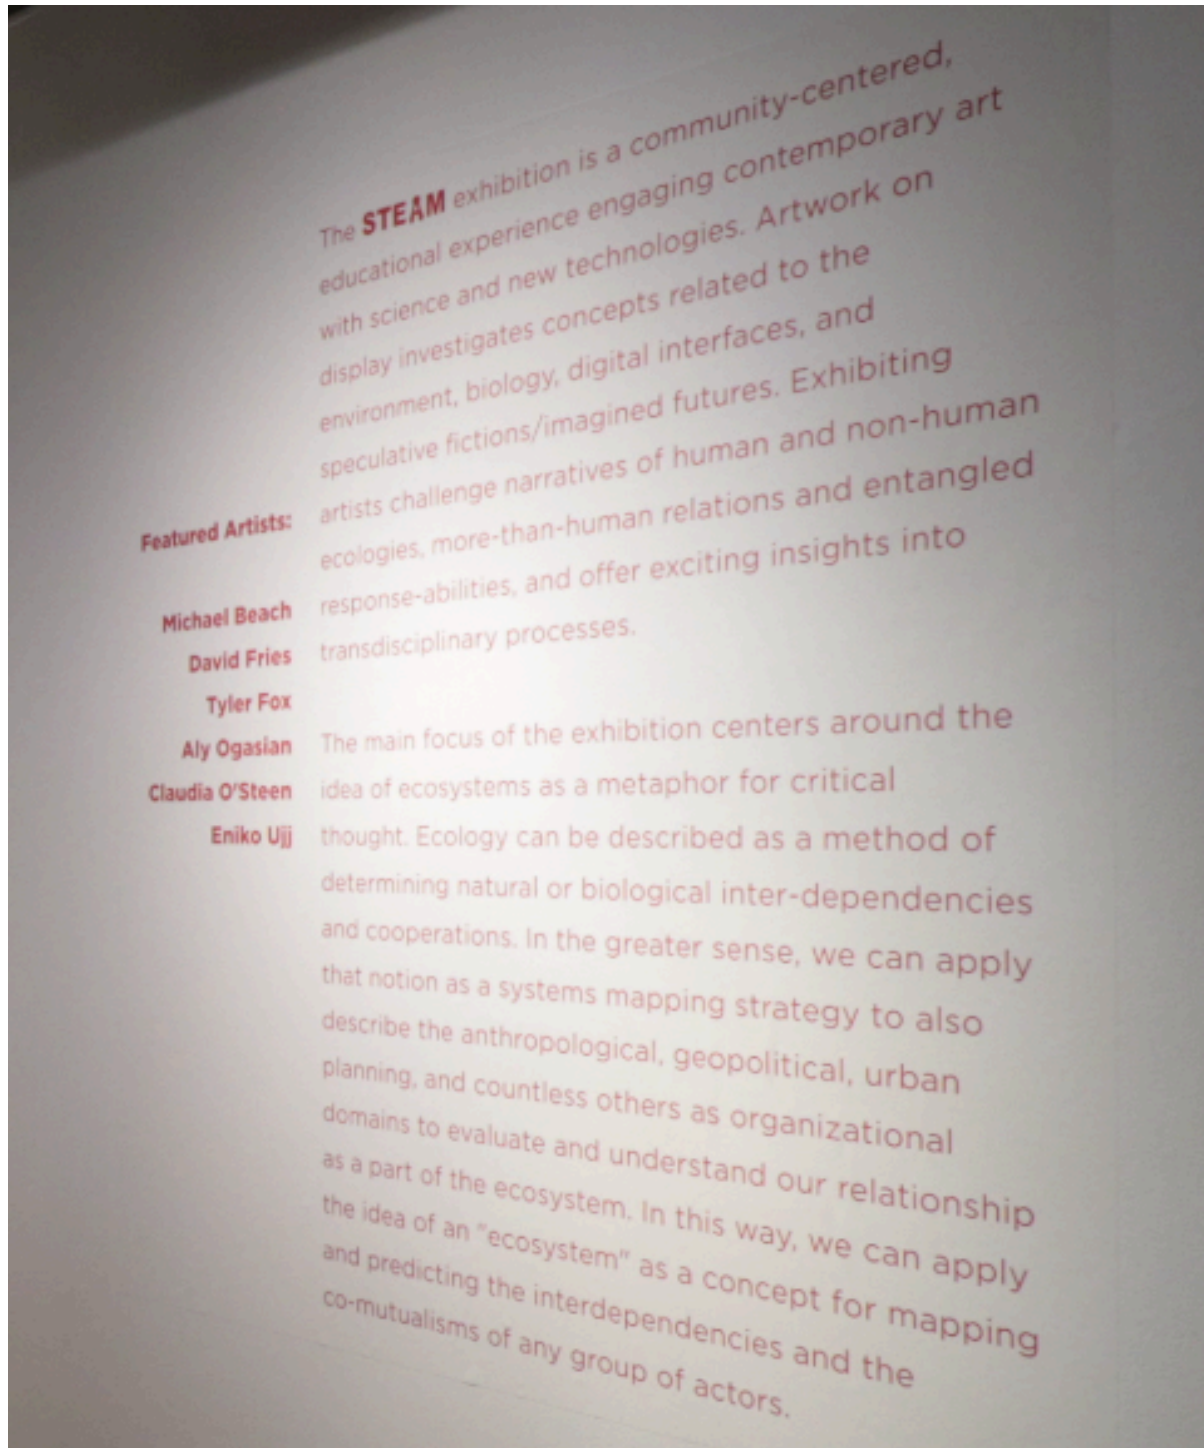 The STEAM exhibition is a community-centered,
educational experience engaging contemporary art
with science and new technologies. Artwork on
display investigates concepts related to the
environment, biology, digital interfaces, and
speculative fictions/imagined futures. Exhibiting
artists challenge narratives of human and non-human
ecologies, more-than-human relations and entangled
response-abilities, and offer exciting insights into
transdisciplinary processes.
The main focus of the exhibition centers around the
idea of ecosystems as a metaphor for critical
thought. Ecology can be described as a method of
determining natural or biological inter-dependencies
and cooperations. In the greater sense, we can apply
that notion as a systems mapping strategy to also
describe the anthropological, geopolitical, urban
planning, and countless others as organizational
domains to evaluate and understand our relationship
as a part of the ecosystem. In this way, we can apply
the idea of an "ecosystem" as a concept for mapping
and predicting the interdependencies and the
co-mutualisms of any group of actors.
Featured Artists:
Michael Beach
David Fries
Tyler Fox
Aly Ogasian
Claudia O'Steen
Eniko Ujj